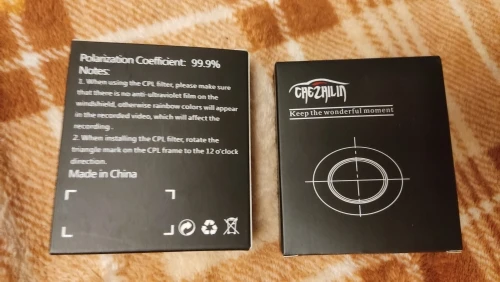 Polarization Coefficient: 99.9%
Notes:
1. When using the CPL filter, please make sure
that there is no anti-ultraviolet film on the
windshield, otherwise rainbow colors will appear
in the recorded video, which will affect the
recording .
2. When installing the CPL filter, rotate the
triangle mark on the CPL frame to the 12 o'clock
direction.
Made in China
CAEZAILIN
Keep the wonderful moment